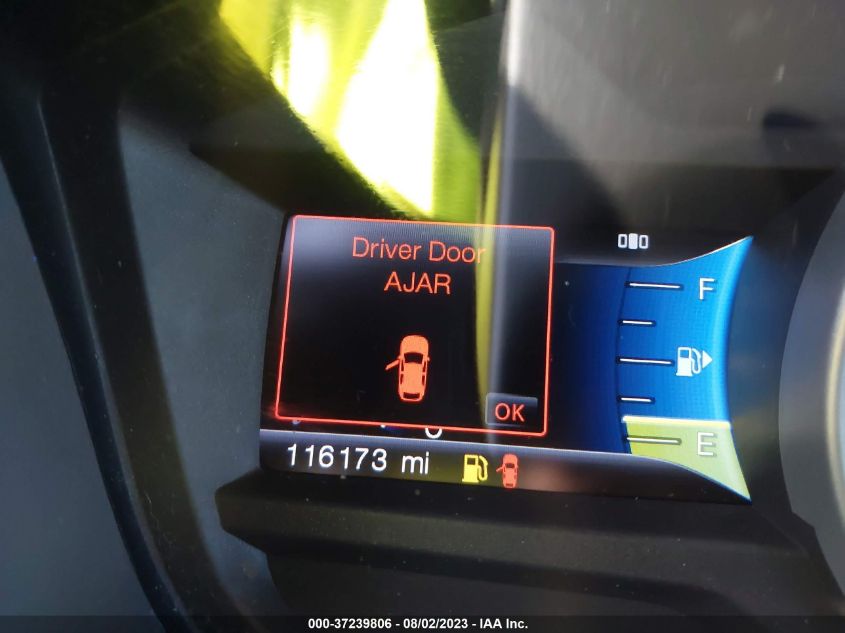 Driver Door
AJAR
OK
F
E
116173 mi
000-37239806 - 08/02/2023 - IAA Inc.